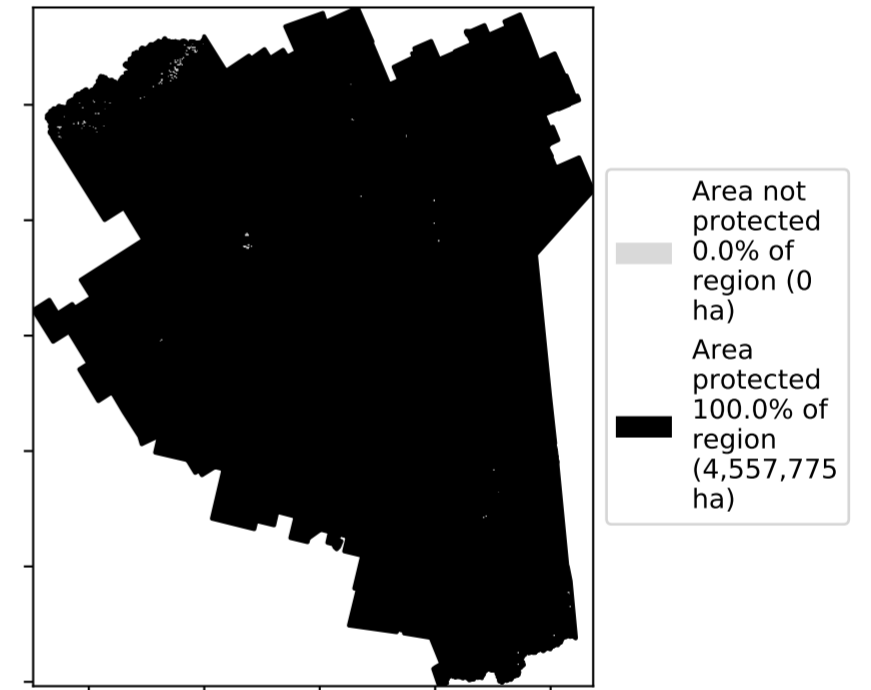 Area not
protected
0.0% of
region (0
ha)
Area
protected
100.0% of
region
(4,557,775
ha)